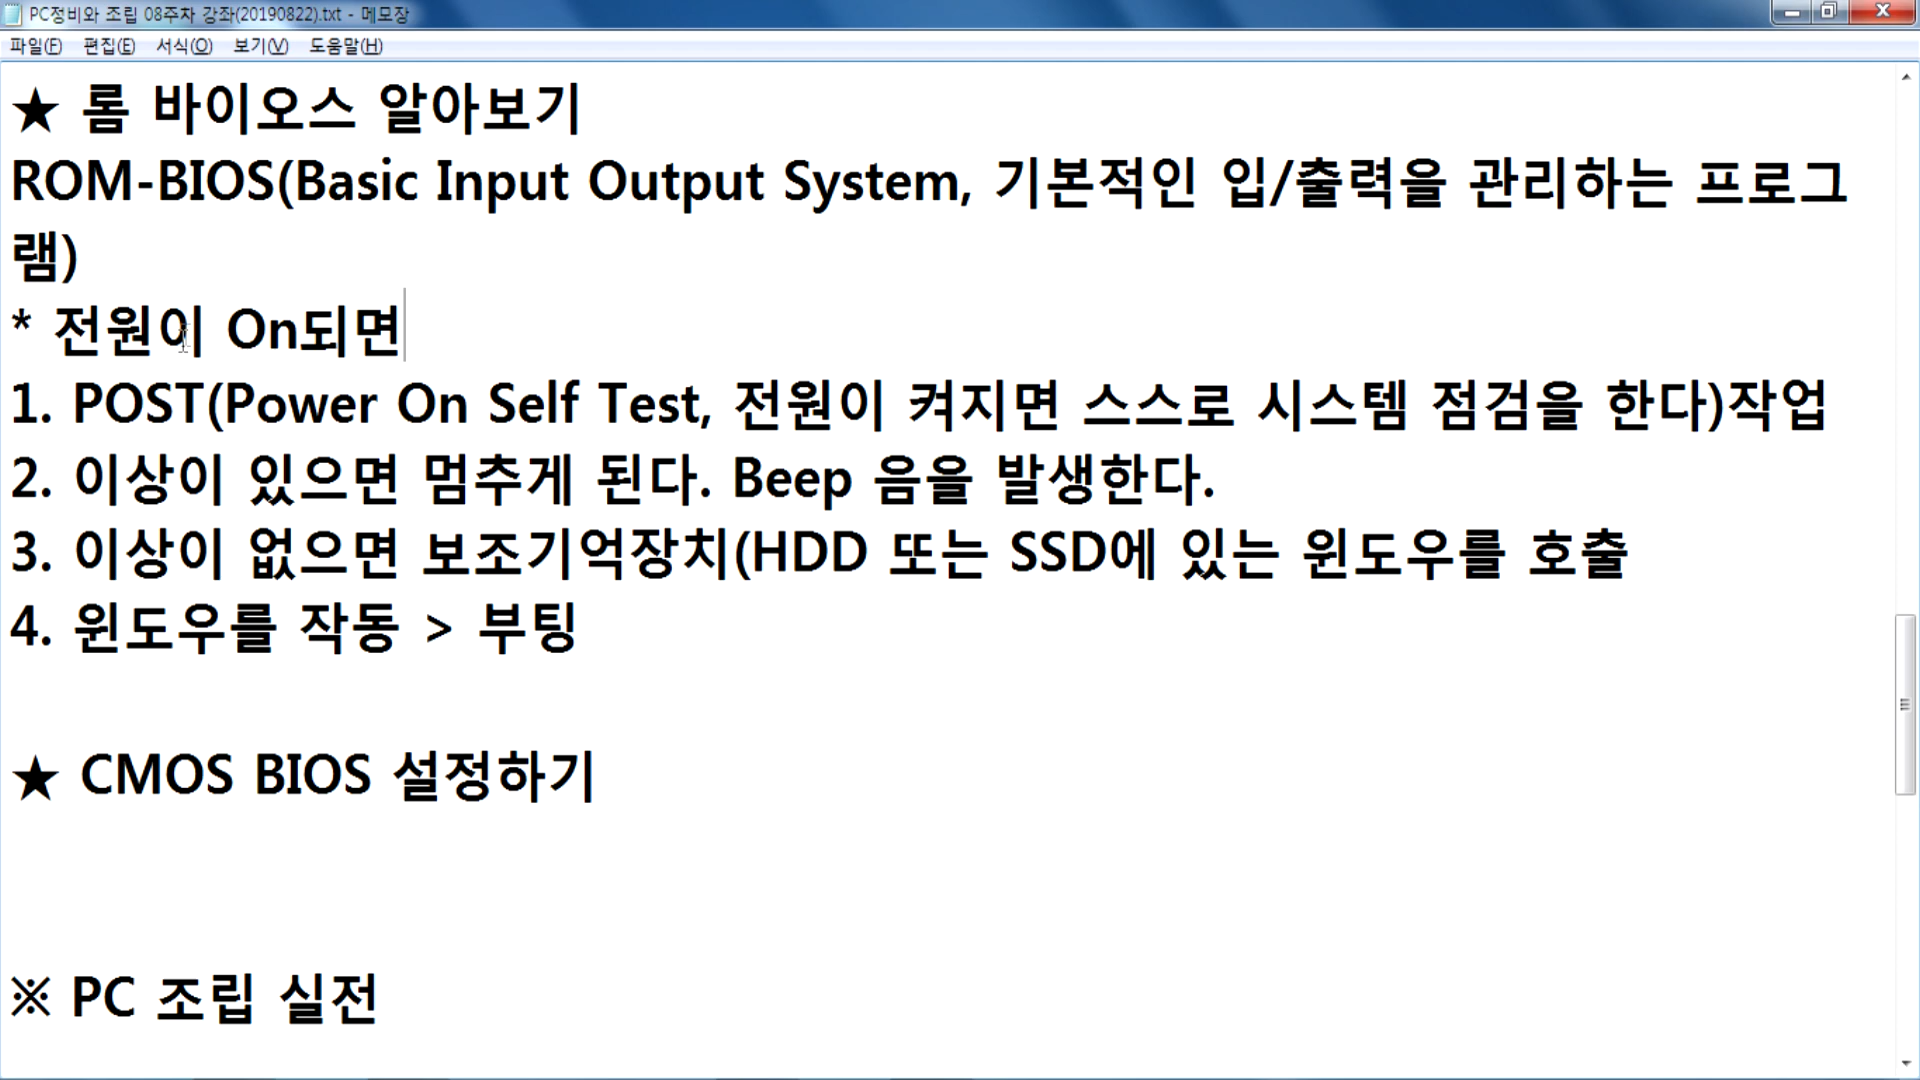 PC정비와 조립 08주차 강좌(20190822).txt - 메모장
파일(F) 편집(E) 서식(O) 보기(V) 도움말(H)
★ 롬 바이오스 알아보기
ROM-BIOS(Basic Input Output System, 기본적인 입/출력을 관리하는 프로그
램)
* 전원이 On되면
1. POST(Power On Self Test, 전원이 켜지면 스스로 시스템 점검을 한다)작업
2. 이상이 있으면 멈추게 된다. Beep 음을 발생한다.
3. 이상이 없으면 보조기억장치(HDD 또는 SSD에 있는 윈도우를 호출
4. 윈도우를 작동 > 부팅
★ CMOS BIOS 설정하기
※ PC 조립 실전